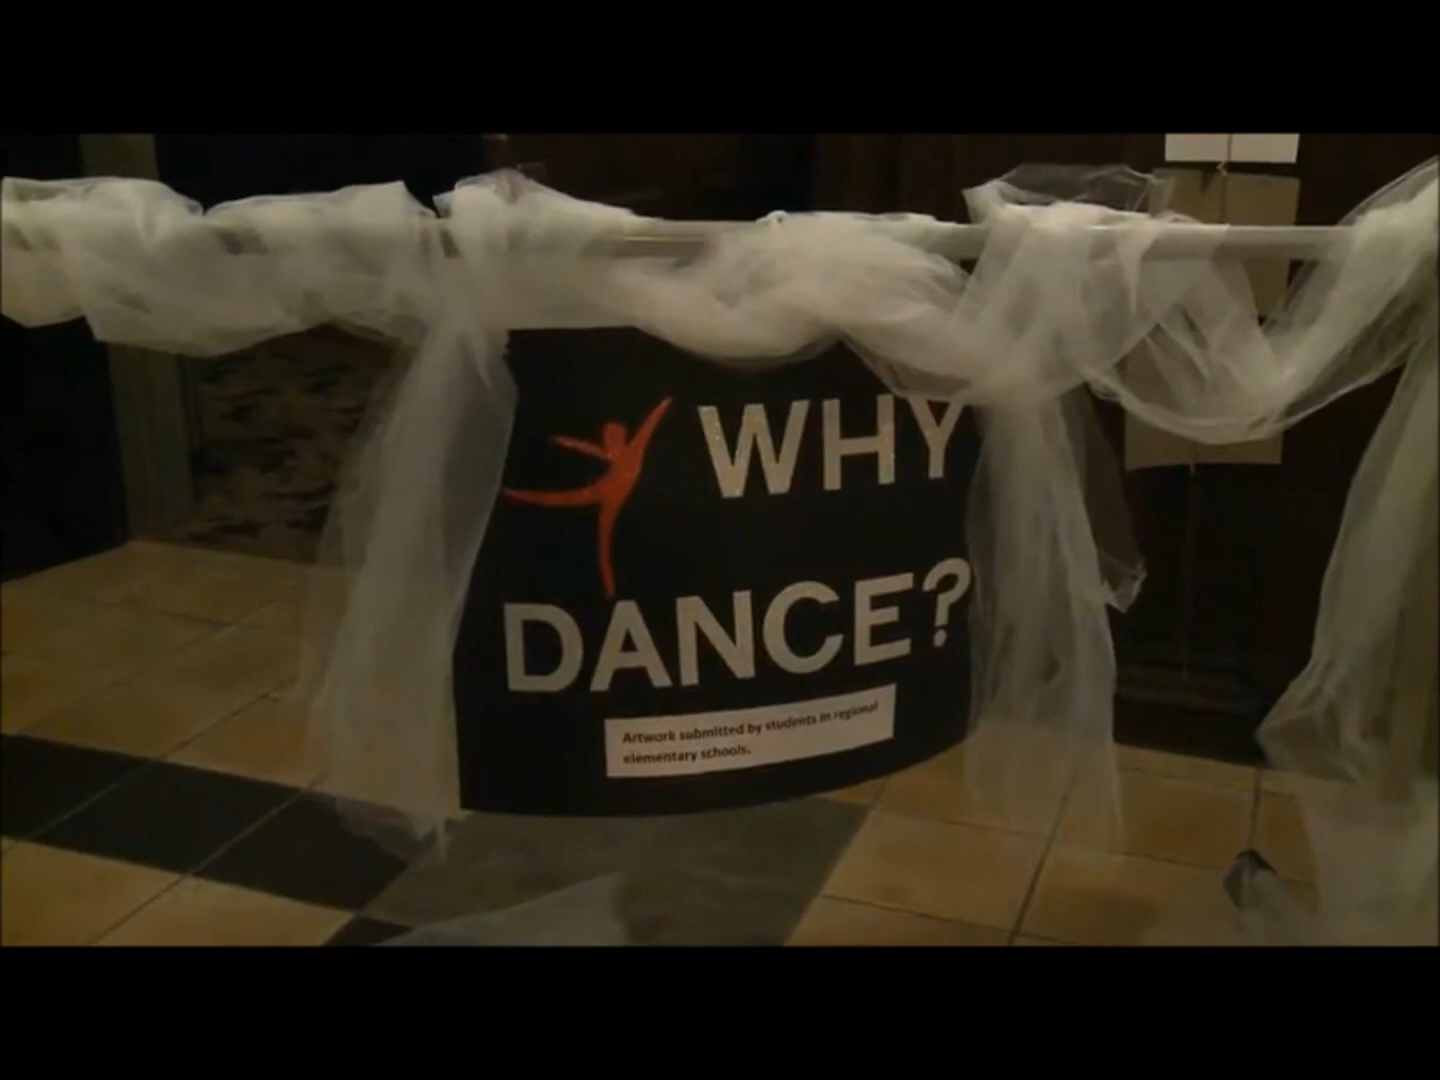 WHY
DANCE?
Artwork submitted by students in regional
elementary schools.